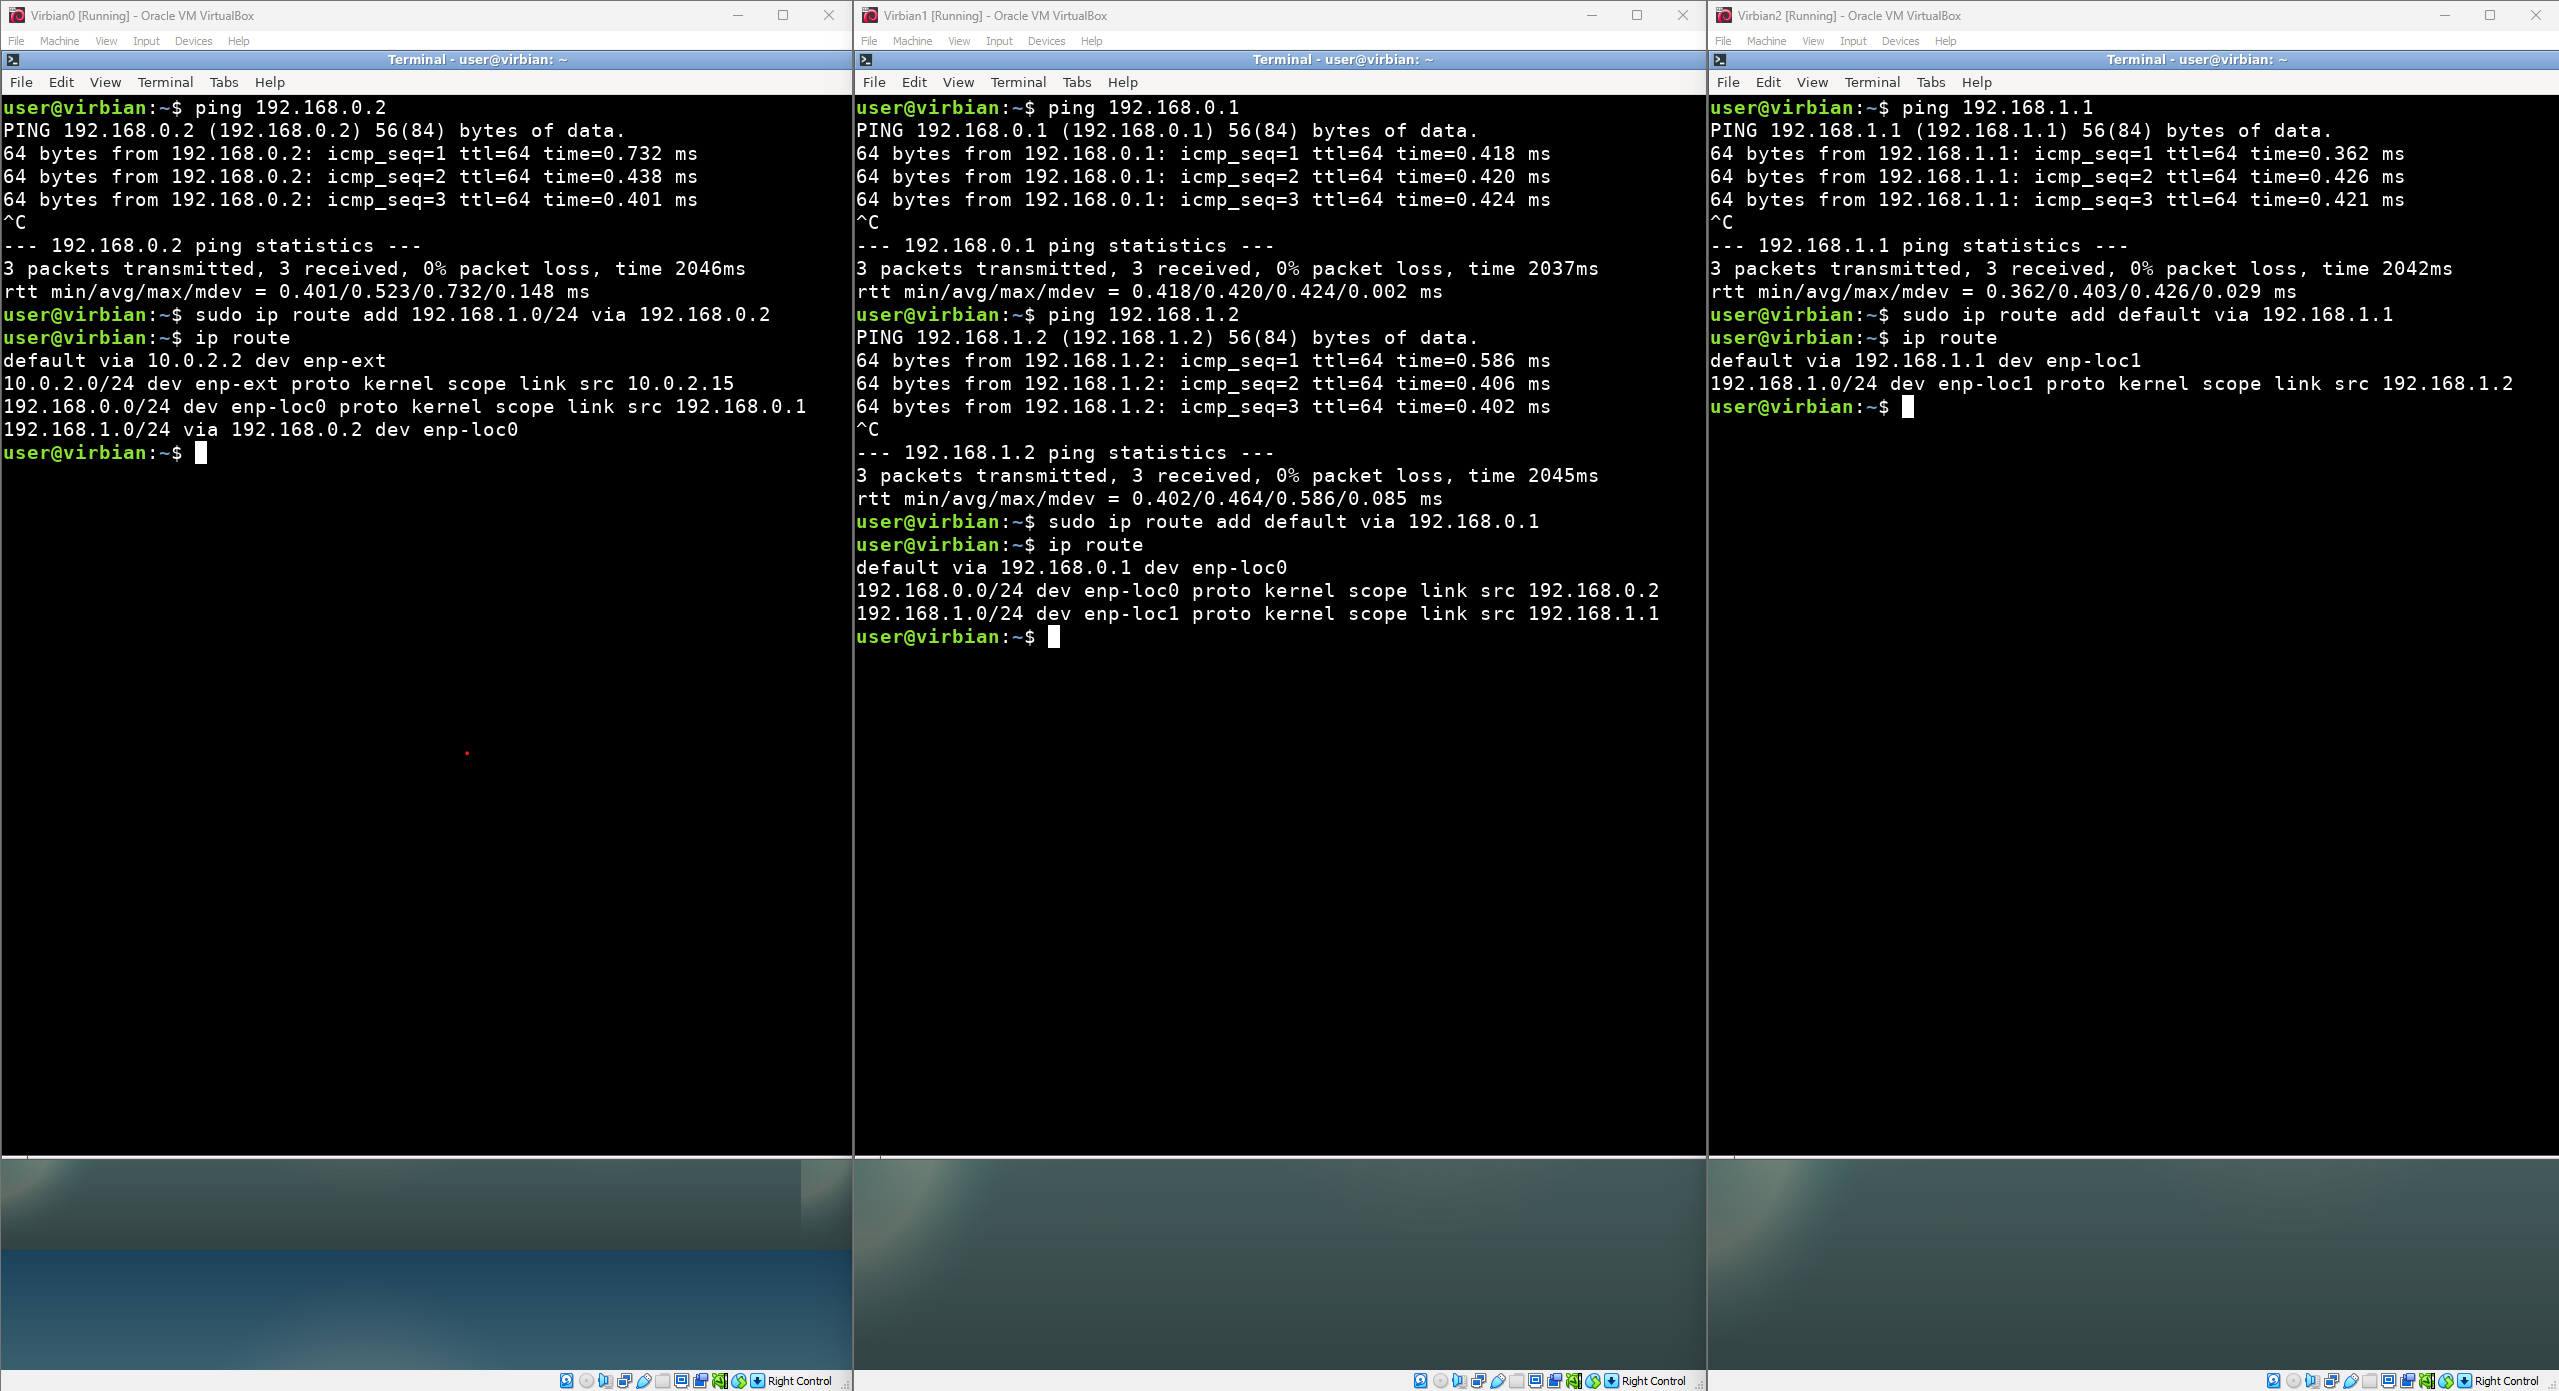 Virbian0 [Running] - Oracle VM VirtualBox
File Machine View Input Devices Help
Terminal - user@virbian: ~
File Edit View Terminal Tabs Help
user@virbian:~$ ping 192.168.0.2
PING 192.168.0.2 (192.168.0.2) 56(84) bytes of data.
64 bytes from 192.168.0.2: icmp_seq=1 ttl=64 time=0.732 ms
64 bytes from 192.168.0.2: icmp_seq=2 ttl=64 time=0.438 ms
64 bytes from 192.168.0.2: icmp_seq=3 ttl=64 time=0.401 ms
^C
--- 192.168.0.2 ping statistics ---
3 packets transmitted, 3 received, 0% packet loss, time 2046ms
rtt min/avg/max/mdev = 0.401/0.523/0.732/0.148 ms
user@virbian:~$ sudo ip route add 192.168.1.0/24 via 192.168.0.2
user@virbian:~$ ip route
default via 10.0.2.2 dev enp-ext
10.0.2.0/24 dev enp-ext proto kernel scope link src 10.0.2.15
192.168.0.0/24 dev enp-loc0 proto kernel scope link src 192.168.0.1
192.168.1.0/24 via 192.168.0.2 dev enp-loc0
user@virbian:~$
Right Control
Virbian1 [Running] - Oracle VM VirtualBox
File Machine View Input Devices Help
Terminal - user@virbian: ~
File Edit View Terminal Tabs Help
user@virbian:~$ ping 192.168.0.1
PING 192.168.0.1 (192.168.0.1) 56(84) bytes of data.
64 bytes from 192.168.0.1: icmp_seq=1 ttl=64 time=0.418 ms
64 bytes from 192.168.0.1: icmp_seq=2 ttl=64 time=0.420 ms
64 bytes from 192.168.0.1: icmp_seq=3 ttl=64 time=0.424 ms
^C
--- 192.168.0.1 ping statistics ---
3 packets transmitted, 3 received, 0% packet loss, time 2037ms
rtt min/avg/max/mdev = 0.418/0.420/0.424/0.002 ms
user@virbian:~$ ping 192.168.1.2
PING 192.168.1.2 (192.168.1.2) 56(84) bytes of data.
64 bytes from 192.168.1.2: icmp_seq=1 ttl=64 time=0.586 ms
64 bytes from 192.168.1.2: icmp_seq=2 ttl=64 time=0.406 ms
64 bytes from 192.168.1.2: icmp_seq=3 ttl=64 time=0.402 ms
^C
--- 192.168.1.2 ping statistics ---
3 packets transmitted, 3 received, 0% packet loss, time 2045ms
rtt min/avg/max/mdev = 0.402/0.464/0.586/0.085 ms
user@virbian:~$ sudo ip route add default via 192.168.0.1
user@virbian:~$ ip route
default via 192.168.0.1 dev enp-loc0
192.168.0.0/24 dev enp-loc0 proto kernel scope link src 192.168.0.2
192.168.1.0/24 dev enp-loc1 proto kernel scope link src 192.168.1.1
user@virbian:~$
Right Control
Virbian2 [Running] - Oracle VM VirtualBox
File Machine View Input Devices Help
Terminal - user@virbian: ~
File Edit View Terminal Tabs Help
user@virbian:~$ ping 192.168.1.1
PING 192.168.1.1 (192.168.1.1) 56(84) bytes of data.
64 bytes from 192.168.1.1: icmp_seq=1 ttl=64 time=0.362 ms
64 bytes from 192.168.1.1: icmp_seq=2 ttl=64 time=0.426 ms
64 bytes from 192.168.1.1: icmp_seq=3 ttl=64 time=0.421 ms
^C
--- 192.168.1.1 ping statistics ---
3 packets transmitted, 3 received, 0% packet loss, time 2042ms
rtt min/avg/max/mdev = 0.362/0.403/0.426/0.029 ms
user@virbian:~$ sudo ip route add default via 192.168.1.1
user@virbian:~$ ip route
default via 192.168.1.1 dev enp-loc1
192.168.1.0/24 dev enp-loc1 proto kernel scope link src 192.168.1.2
user@virbian:~$
Right Control